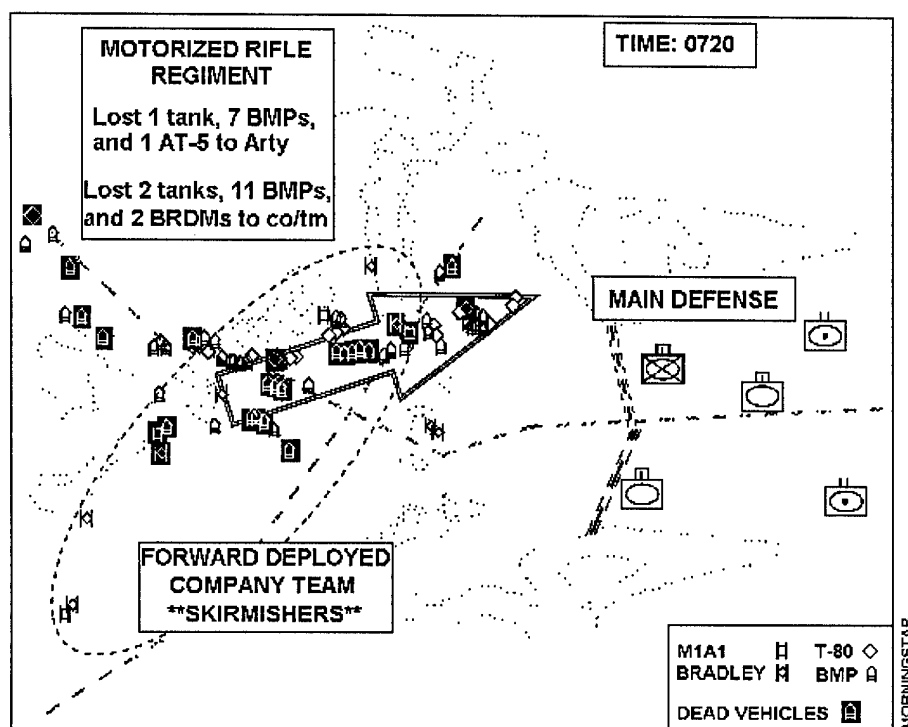 MOTORIZED RIFLE
REGIMENT
Lost 1 tank, 7 BMPs,
and 1 AT-5 to Arty
Lost 2 tanks, 11 BMPs,
and 2 BRDMs to co/tm
TIME: 0720
MAIN DEFENSE
FORWARD DEPLOYED
COMPANY TEAM
**SKIRMISHERS**
M1A1 T-80
BRADLEY BMP
DEAD VEHICLES
MORNINGSTAR